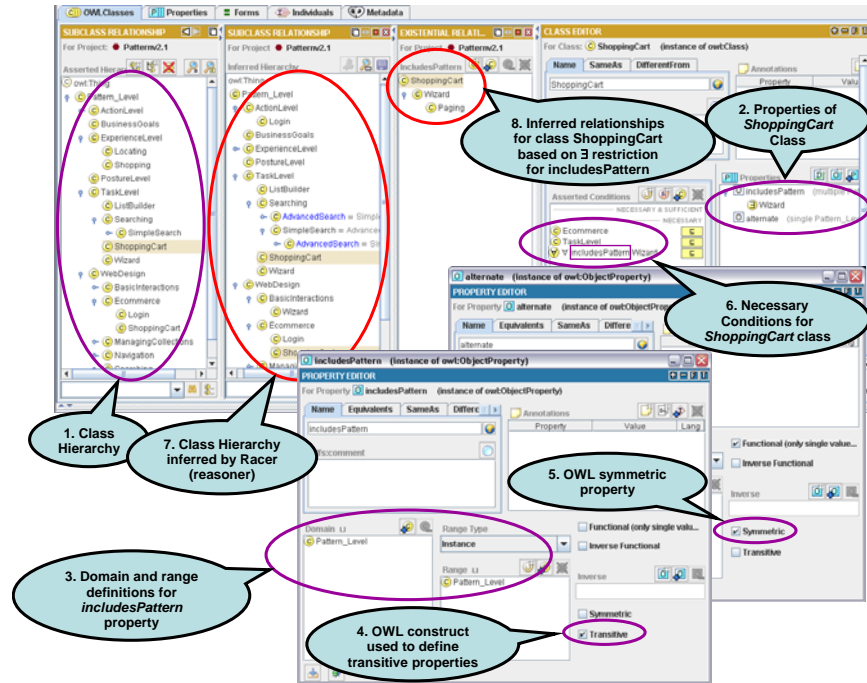 OWLClasses Properties Forms Individuals Metadata
SUBCLASS RELATIONSHIP
For Project: Patternv2.1
Asserted Hierarchy
owl:Thing
Pattern_Level
ActionLevel
BusinessGoals
ExperienceLevel
Locating
Shopping
PostureLevel
TaskLevel
ListBuilder
Searching
SimpleSearch
ShoppingCart
Wizard
WebDesign
BasicInteractions
Ecommerce
Login
ShoppingCart
ManagingCollections
Navigation
Searching
SUBCLASS RELATIONSHIP
For Project Patternv2.1
Inferred Hierarchy
owl:Thing
Pattern_Level
ActionLevel
Login
BusinessGoals
ExperienceLevel
PostureLevel
TaskLevel
ListBuilder
Searching
AdvancedSearch = Simpl
SimpleSearch = Advance
AdvancedSearch = Si
ShoppingCart
Wizard
WebDesign
BasicInteractions
Wizard
Ecommerce
Login
EXISTENTIAL RELATI...
For Project: Patternv2.1
includesPattern
ShoppingCart
Wizard
Paging
CLASS EDITOR
For Class: ShoppingCart (instance of owl:Class)
Name SameAs DifferentFrom
ShoppingCart
Annotations
Property Valu
Properties
includesPattern (multiple
Wizard
alternate (single Pattern_Le
Asserted Conditions
NECESSARY & SUFFICIENT
NECESSARY
Ecommerce
TaskLevel
∀ includesPattern Wizard
8. Inferred relationships
for class ShoppingCart
based on ∃ restriction
for includesPattern
2. Properties of
ShoppingCart
Class
6. Necessary
Conditions for
ShoppingCart class
alternate (instance of owl:ObjectProperty)
PROPERTY EDITOR
For Property alternate (instance of owl:ObjectProp
Name Equivalents SameAs Differe
alternate
Functional (only single value...
Inverse Functional
Inverse
Symmetric
Transitive
includesPattern (instance of owl:ObjectProperty)
PROPERTY EDITOR
For Property includesPattern (instance of owl:ObjectProperty)
Name Equivalents SameAs Differc
includesPattern
Annotations
Property Value Lang
Domain
Pattern_Level
Range Type
Instance
Range
Pattern_Level
Functional (only single valu...
Inverse Functional
Inverse
Symmetric
Transitive
1. Class
Hierarchy
7. Class Hierarchy
inferred by Racer
(reasoner)
5. OWL symmetric
property
3. Domain and range
definitions for
includesPattern
property
4. OWL construct
used to define
transitive properties